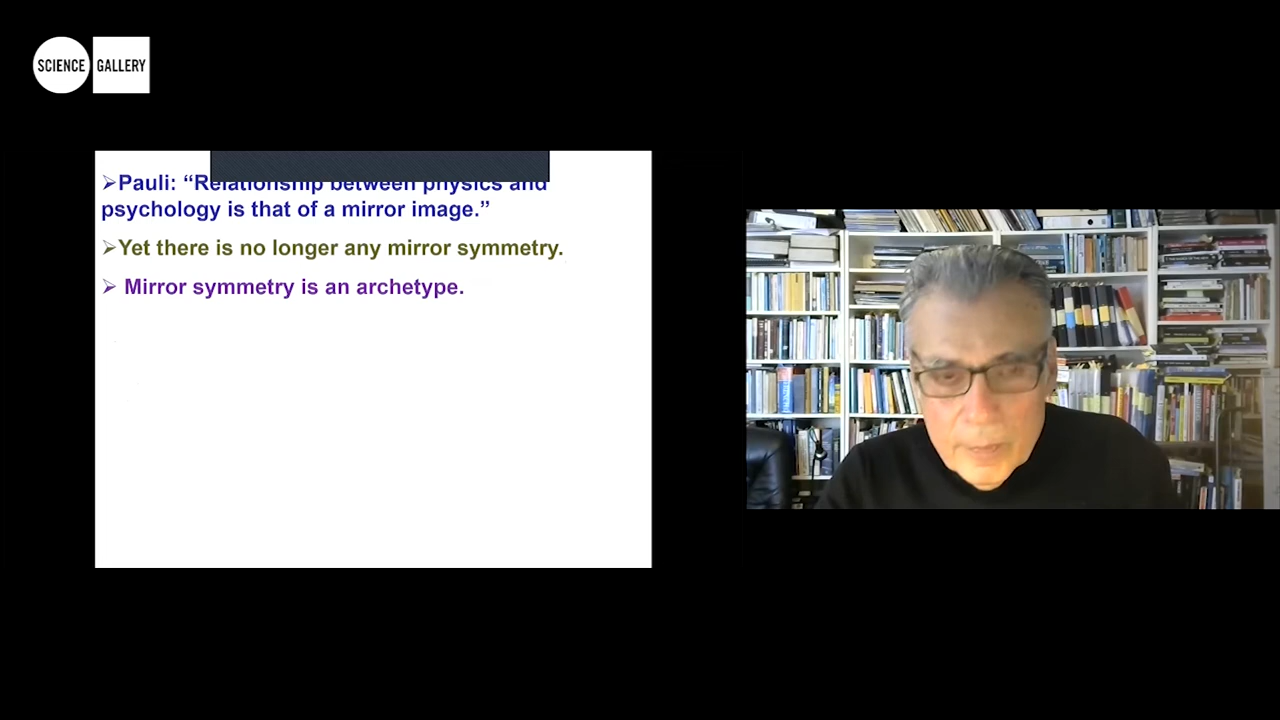 SCIENCE GALLERY
➢Pauli: “Relationship between physics and
psychology is that of a mirror image.”
➢Yet there is no longer any mirror symmetry.
➢ Mirror symmetry is an archetype.